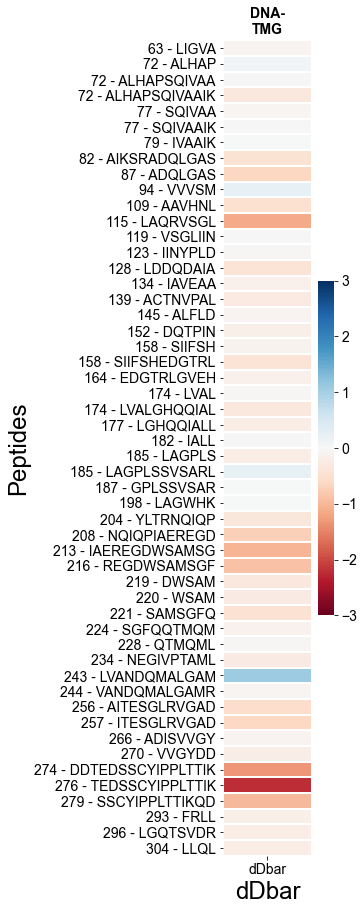 DNA-
TMG
63 - LIGVA
72 - ALHAP
72 - ALHAPSQIVAA
72 - ALHAPSQIVAAIK
77 - SQIVAA
77 - SQIVAAIK
79 - IVAAIK
82 - AIKSRADQLGAS
87 - ADQLGAS
94 - VVVSM
109 - AAVHNL
115 - LAQRVSGL
119 - VSGLIIN
123 - IINYPLD
128 - LDDQDAIA
134 - IAVEAA
139 - ACTNVPAL
145 - ALFLD
152 - DQTPIN
158 - SIIFSH
158 - SIIFSHEDGTRL
164 - EDGTRLGVEH
174 - LVAL
174 - LVALGHQQIAL
177 - LGHQQIALL
182 - IALL
185 - LAGPLS
185 - LAGPLSSVSARL
187 - GPLSSVSAR
198 - LAGWHK
204 - YLTRNQIQP
208 - NQIQPIAEREGD
213 - IAEREGDWSAMSG
216 - REGDWSAMSGF
219 - DWSAM
220 - WSAM
221 - SAMSGFQ
224 - SGFQQTMQM
228 - QTMQML
234 - NEGIVPTAML
243 - LVANDQMALGAM
244 - VANDQMALGAMR
256 - AITESGLRVGAD
257 - ITESGLRVGAD
266 - ADISVVGY
270 - VVGYDD
274 - DDTEDSSCYIPPLTTIK
276 - TEDSSCYIPPLTTIK
279 - SSCYIPPLTTIKQD
293 - FRLL
296 - LGQTSVDR
304 - LLQL
Peptides
dDbar
dDbar
3
2
1
0
−1
−2
−3